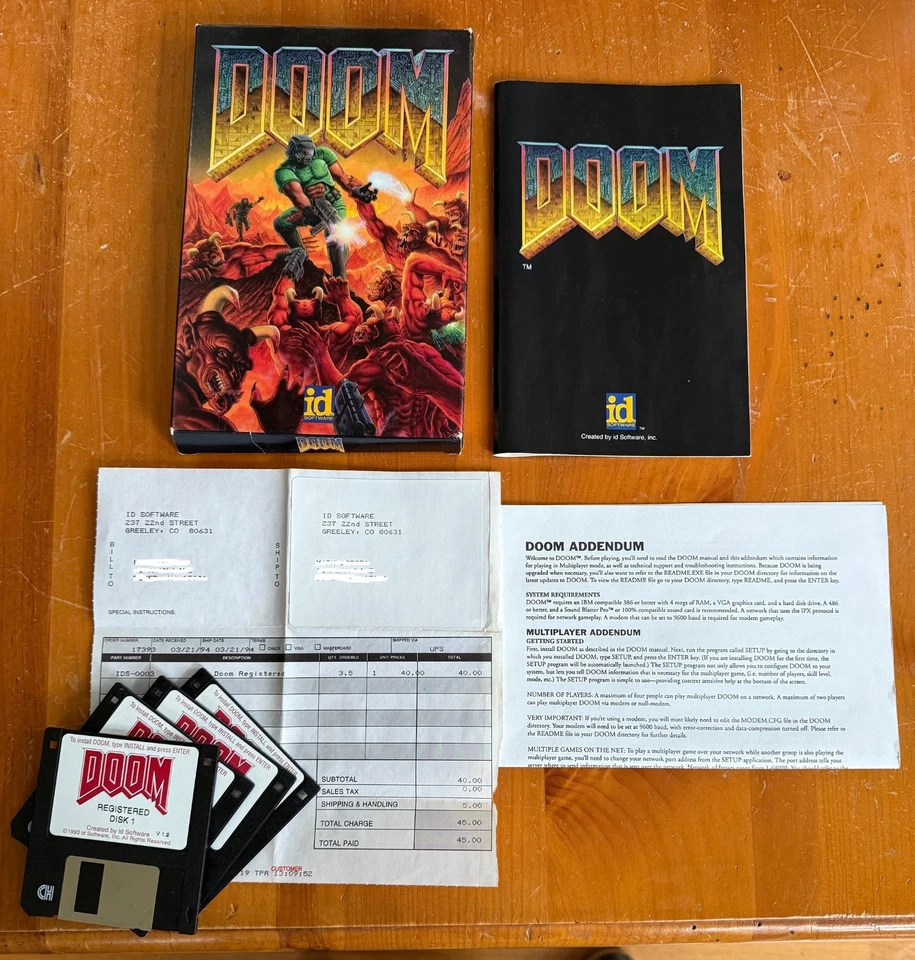 DOOM
id
SOFTWARE
DOOM
DOOM
TM
id
SOFTWARE
TM
Created by id Software, inc.
ID SOFTWARE
237 22nd STREET
GREELEY, CO 80631
BILL TO
ID SOFTWARE
237 22nd STREET
GREELEY, CO 80631
SHIP TO
SPECIAL INSTRUCTIONS:
ORDER NUMBER DATE RECEIVED SHIP DATE TERMS SHIPPED VIA
17393 03/21/94 03/21/94 CHECK VISA MASTERCARD UPS
PART NUMBER DESCRIPTION QTY. ORDERED UNIT PRICES TOTAL
IDS-0003 Doom Registered 3.5 1 40.00 40.00
SUBTOTAL 40.00
SALES TAX 0.00
SHIPPING & HANDLING 5.00
TOTAL CHARGE 45.00
TOTAL PAID 45.00
CUSTOMER
19 TPR 1310915Z
To install DOOM, type INSTALL and press ENTER
DOOM
REGISTERED
DISK 1
Created by id Software V 1.2
©1993 id Software, Inc. All Rights Reserved.
CH
To install DOOM, type INSTALL and press ENTER
To install DOOM, type INSTALL and press ENTER
DOOM ADDENDUM
Welcome to DOOM™. Before playing, you'll need to read the DOOM manual and this addendum which contains information
for playing in Multiplayer mode, as well as technical support and troubleshooting instructions. Because DOOM is being
upgraded when necessary, you'll also want to refer to the README.EXE file in your DOOM directory for information on the
latest updates to DOOM. To view the README file go to your DOOM directory, type README, and press the ENTER key.
SYSTEM REQUIREMENTS
DOOM™ requires an IBM compatible 386 or better with 4 megs of RAM, a VGA graphics card, and a hard disk drive. A 486
or better, and a Sound Blaster Pro™ or 100% compatible sound card is recommended. A network that uses the IPX protocol is
required for network gameplay. A modem that can be set to 9600 baud is required for modem gameplay.
MULTIPLAYER ADDENDUM
GETTING STARTED
First, install DOOM as described in the DOOM manual. Next, run the program called SETUP by going to the directory in
which you installed DOOM, type SETUP, and press the ENTER key. (If you are installing DOOM for the first time, the
SETUP program will be automatically launched.) The SETUP program not only allows you to configure DOOM to your
system, but lets you tell DOOM information that is necessary for the multiplayer game, (i.e. number of players, skill level,
mode, etc.) The SETUP program is simple to use—providing context sensitive help at the bottom of the screen.
NUMBER OF PLAYERS: A maximum of four people can play multiplayer DOOM on a network. A maximum of two players
can play multiplayer DOOM via modem or null-modem.
VERY IMPORTANT: If you're using a modem, you will most likely need to edit the MODEM.CFG file in the DOOM
directory. Your modem will need to be set at 9600 baud, with error-correction and data-compression turned off. Please refer to
the README file in your DOOM directory for further details.
MULTIPLE GAMES ON THE NET: To play a multiplayer game over your network while another group is also playing the
multiplayer game, you'll need to change your network port address from the SETUP application. The port address tells your